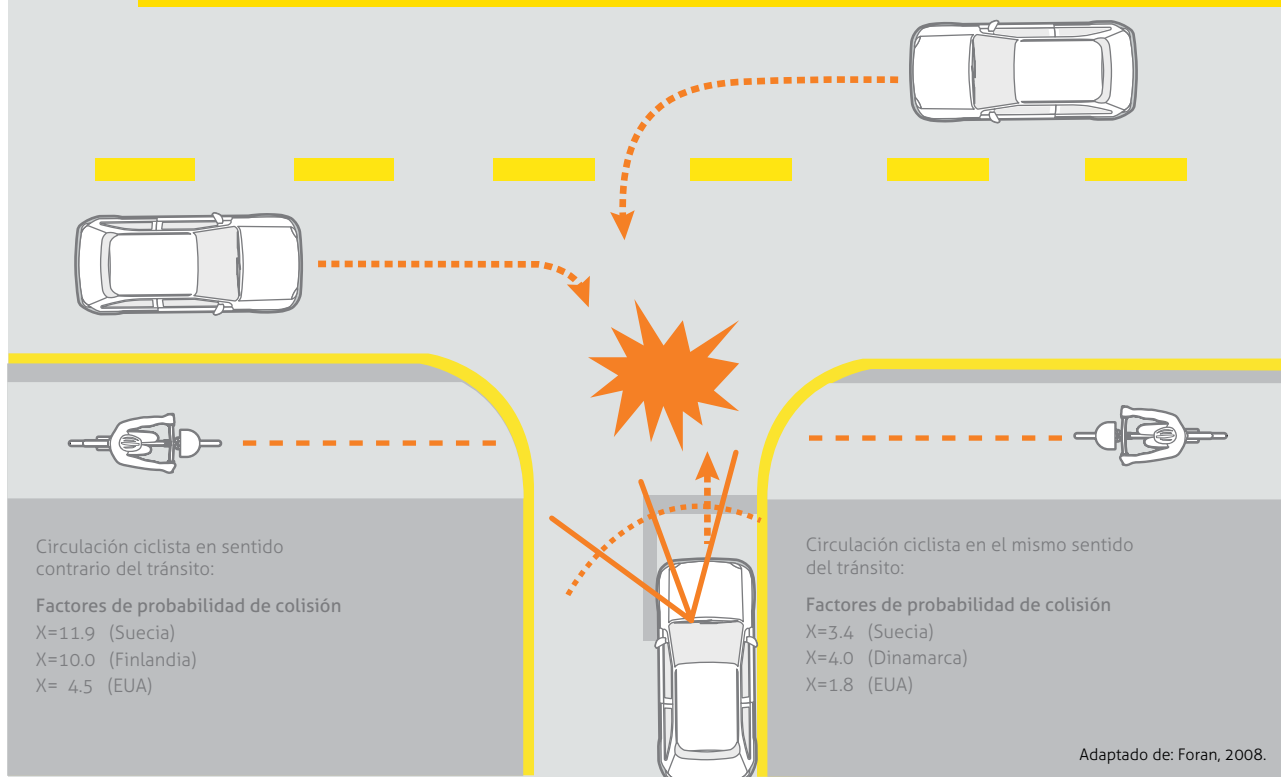 Circulación ciclista en sentido
contrario del tránsito:
Factores de probabilidad de colisión
X=11.9 (Suecia)
X=10.0 (Finlandia)
X= 4.5 (EUA)
Circulación ciclista en el mismo sentido
del tránsito:
Factores de probabilidad de colisión
X=3.4 (Suecia)
X=4.0 (Dinamarca)
X=1.8 (EUA)
Adaptado de: Foran, 2008.